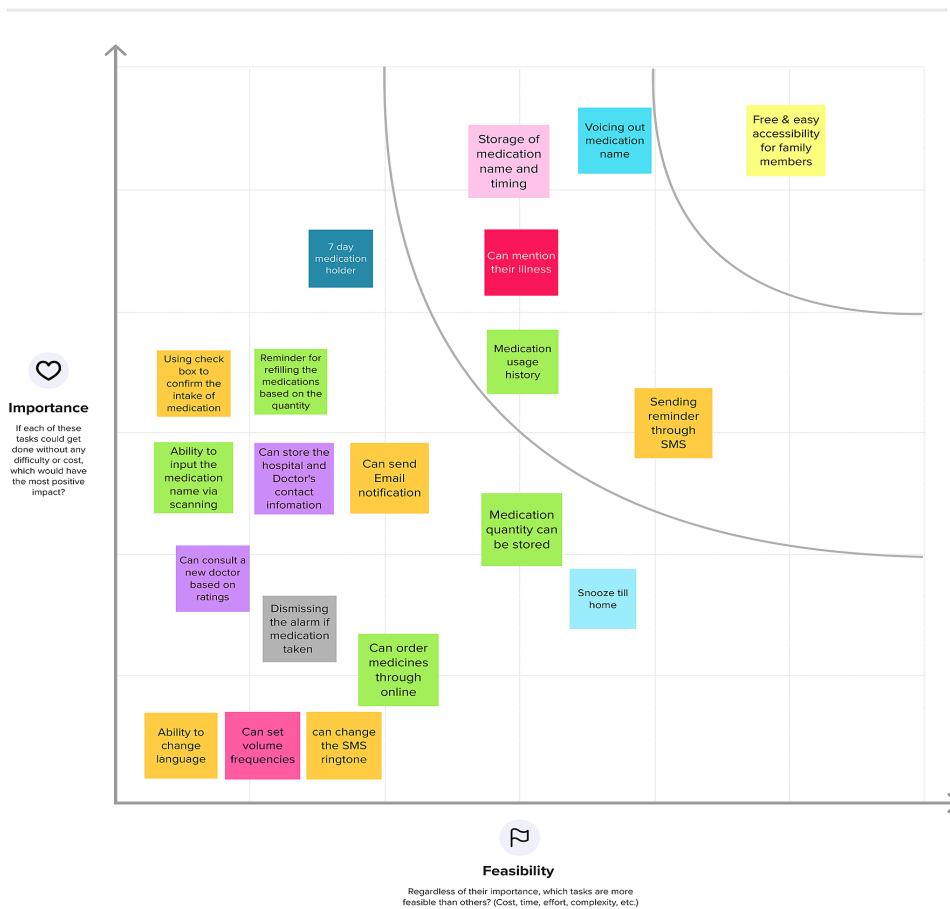 Free & easy
accessibility
for family
members
Voicing out
medication
name
Storage of
medication
name and
timing
7 day
medication
holder
Can mention
their illness
Medication
usage
history
Using check
box to
confirm the
intake of
medication
Reminder for
refilling the
medications
based on the
quantity
Sending
reminder
through
SMS
Importance
If each of these
tasks could get
done without any
difficulty or cost,
which would have
the most positive
impact?
Ability to
input the
medication
name via
scanning
Can store the
hospital and
Doctor's
contact
infomation
Can send
Email
notification
Medication
quantity can
be stored
Can consult a
new doctor
based on
ratings
Snooze till
home
Dismissing
the alarm if
medication
taken
Can order
medicines
through
online
Ability to
change
language
Can set
volume
frequencies
can change
the SMS
ringtone
Feasibility
Regardless of their importance, which tasks are more
feasible than others? (Cost, time, effort, complexity, etc.)